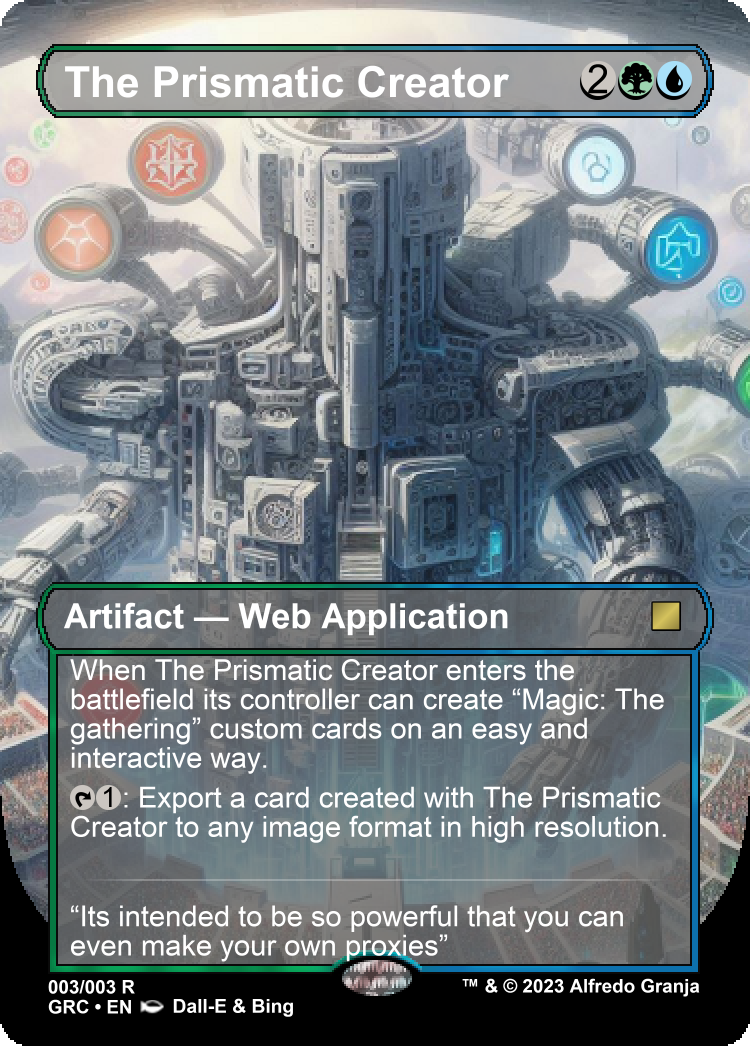 The Prismatic Creator 2
Artifact — Web Application
When The Prismatic Creator enters the
battlefield its controller can create “Magic: The
gathering” custom cards on an easy and
interactive way.
1: Export a card created with The Prismatic
Creator to any image format in high resolution.
“Its intended to be so powerful that you can
even make your own proxies”
003/003 R ™ & © 2023 Alfredo Granja
GRC • EN Dall-E & Bing